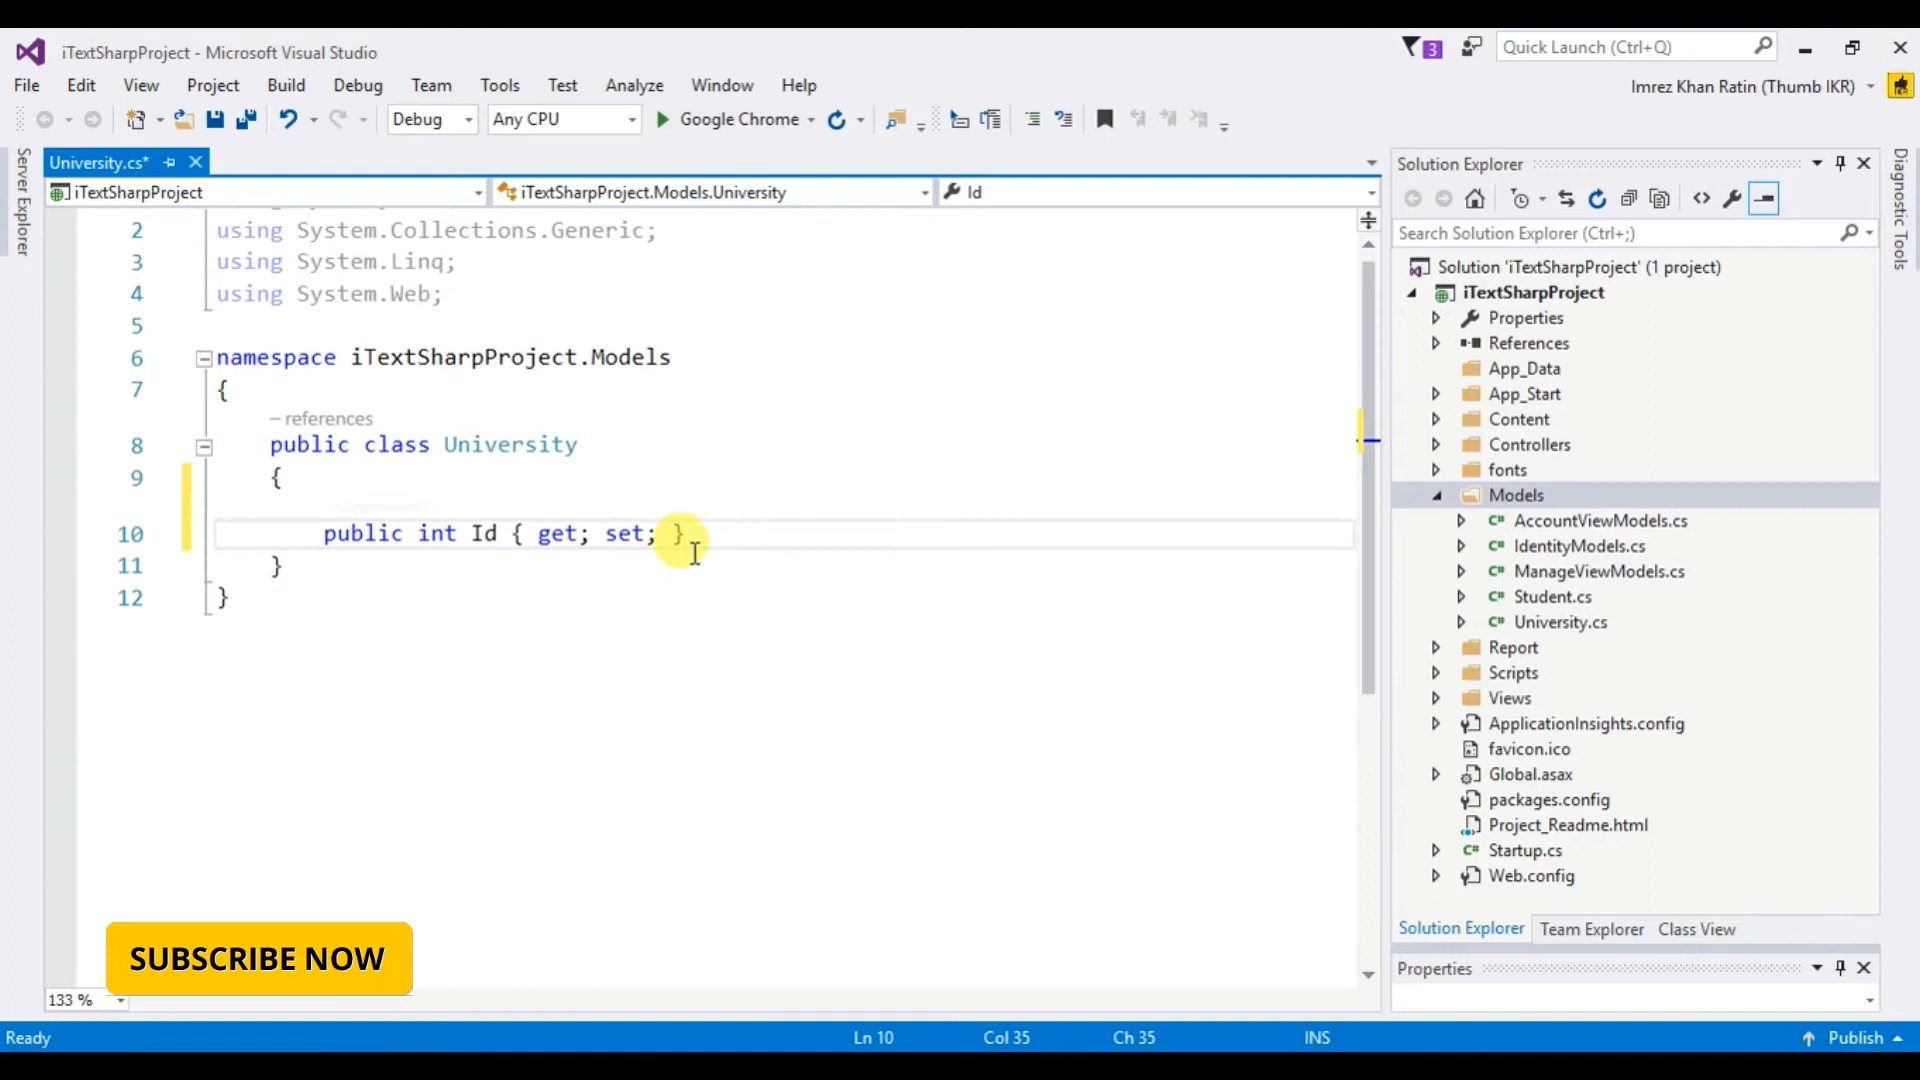 iTextSharpProject - Microsoft Visual Studio
3
Quick Launch (Ctrl+Q)
File Edit View Project Build Debug Team Tools Test Analyze Window Help
Imrez Khan Ratin (Thumb IKR)
Debug Any CPU Google Chrome
Server Explorer
University.cs*
iTextSharpProject iTextSharpProject.Models.University Id
2 using System.Collections.Generic;
3 using System.Linq;
4 using System.Web;
5
6 namespace iTextSharpProject.Models
7 {
– references
8 public class University
9 {
10 public int Id { get; set; }
11 }
12 }
SUBSCRIBE NOW
133 %
Solution Explorer
Search Solution Explorer (Ctrl+;)
Solution 'iTextSharpProject' (1 project)
iTextSharpProject
Properties
References
App_Data
App_Start
Content
Controllers
fonts
Models
C# AccountViewModels.cs
C# IdentityModels.cs
C# ManageViewModels.cs
C# Student.cs
C# University.cs
Report
Scripts
Views
ApplicationInsights.config
favicon.ico
Global.asax
packages.config
Project_Readme.html
C# Startup.cs
Web.config
Solution Explorer Team Explorer Class View
Properties
Diagnostic Tools
Ready Ln 10 Col 35 Ch 35 INS Publish